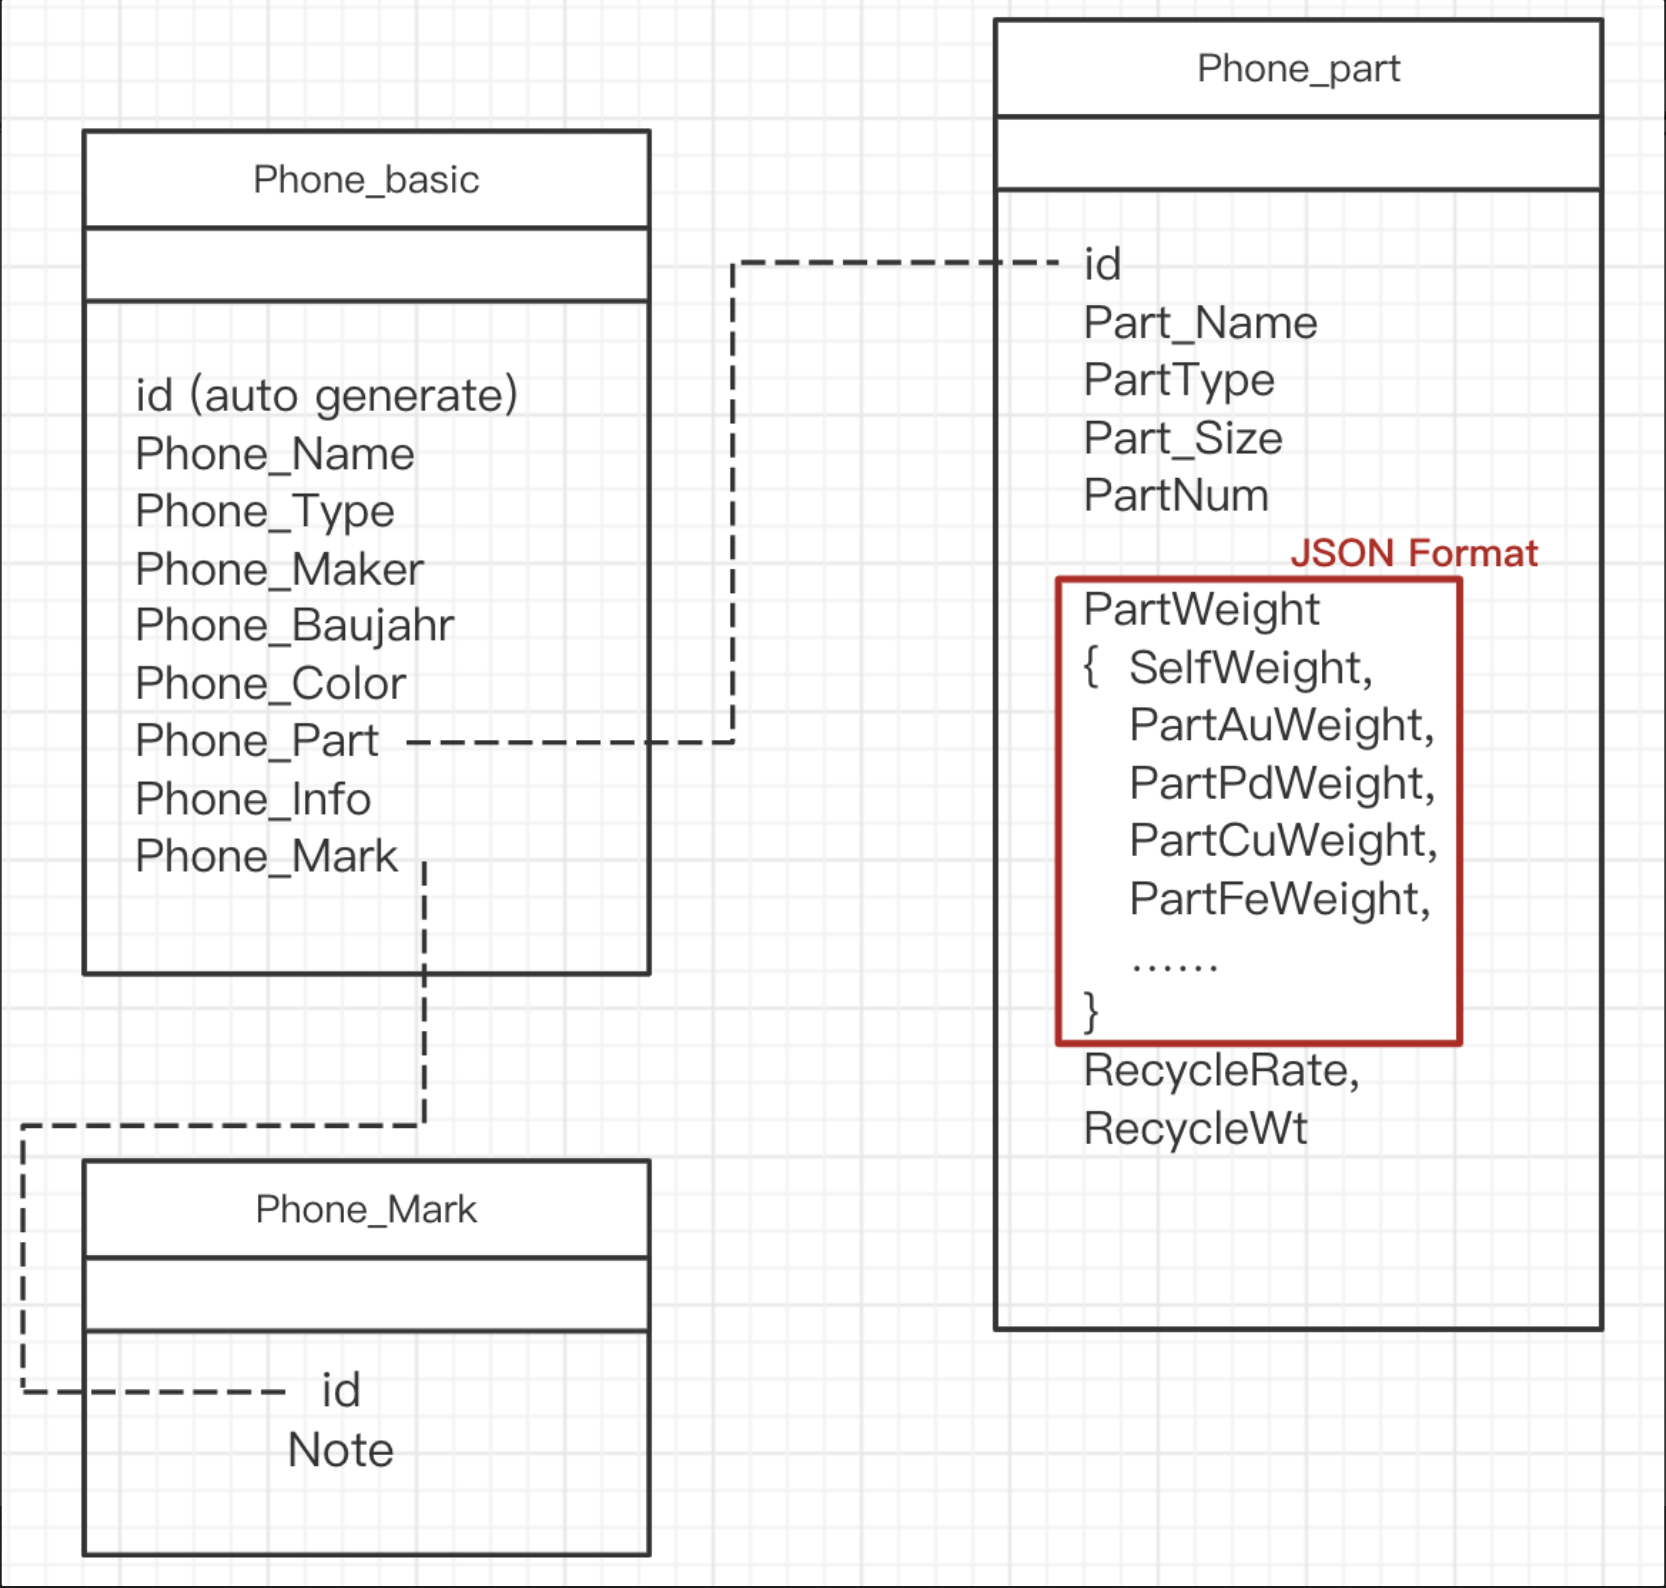 Phone_basic
id (auto generate)
Phone_Name
Phone_Type
Phone_Maker
Phone_Baujahr
Phone_Color
Phone_Part
Phone_Info
Phone_Mark
Phone_Mark
id
Note
Phone_part
id
Part_Name
PartType
Part_Size
PartNum
JSON Format
PartWeight
{ SelfWeight,
PartAuWeight,
PartPdWeight,
PartCuWeight,
PartFeWeight,
......
}
RecycleRate,
RecycleWt